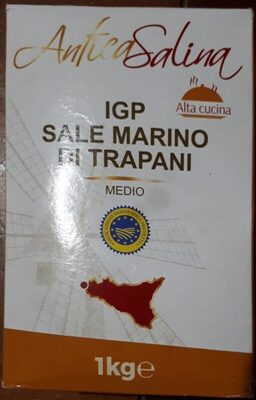 Antica Salina
Alta cucina
IGP
SALE MARINO
DI TRAPANI
MEDIO
1kg e